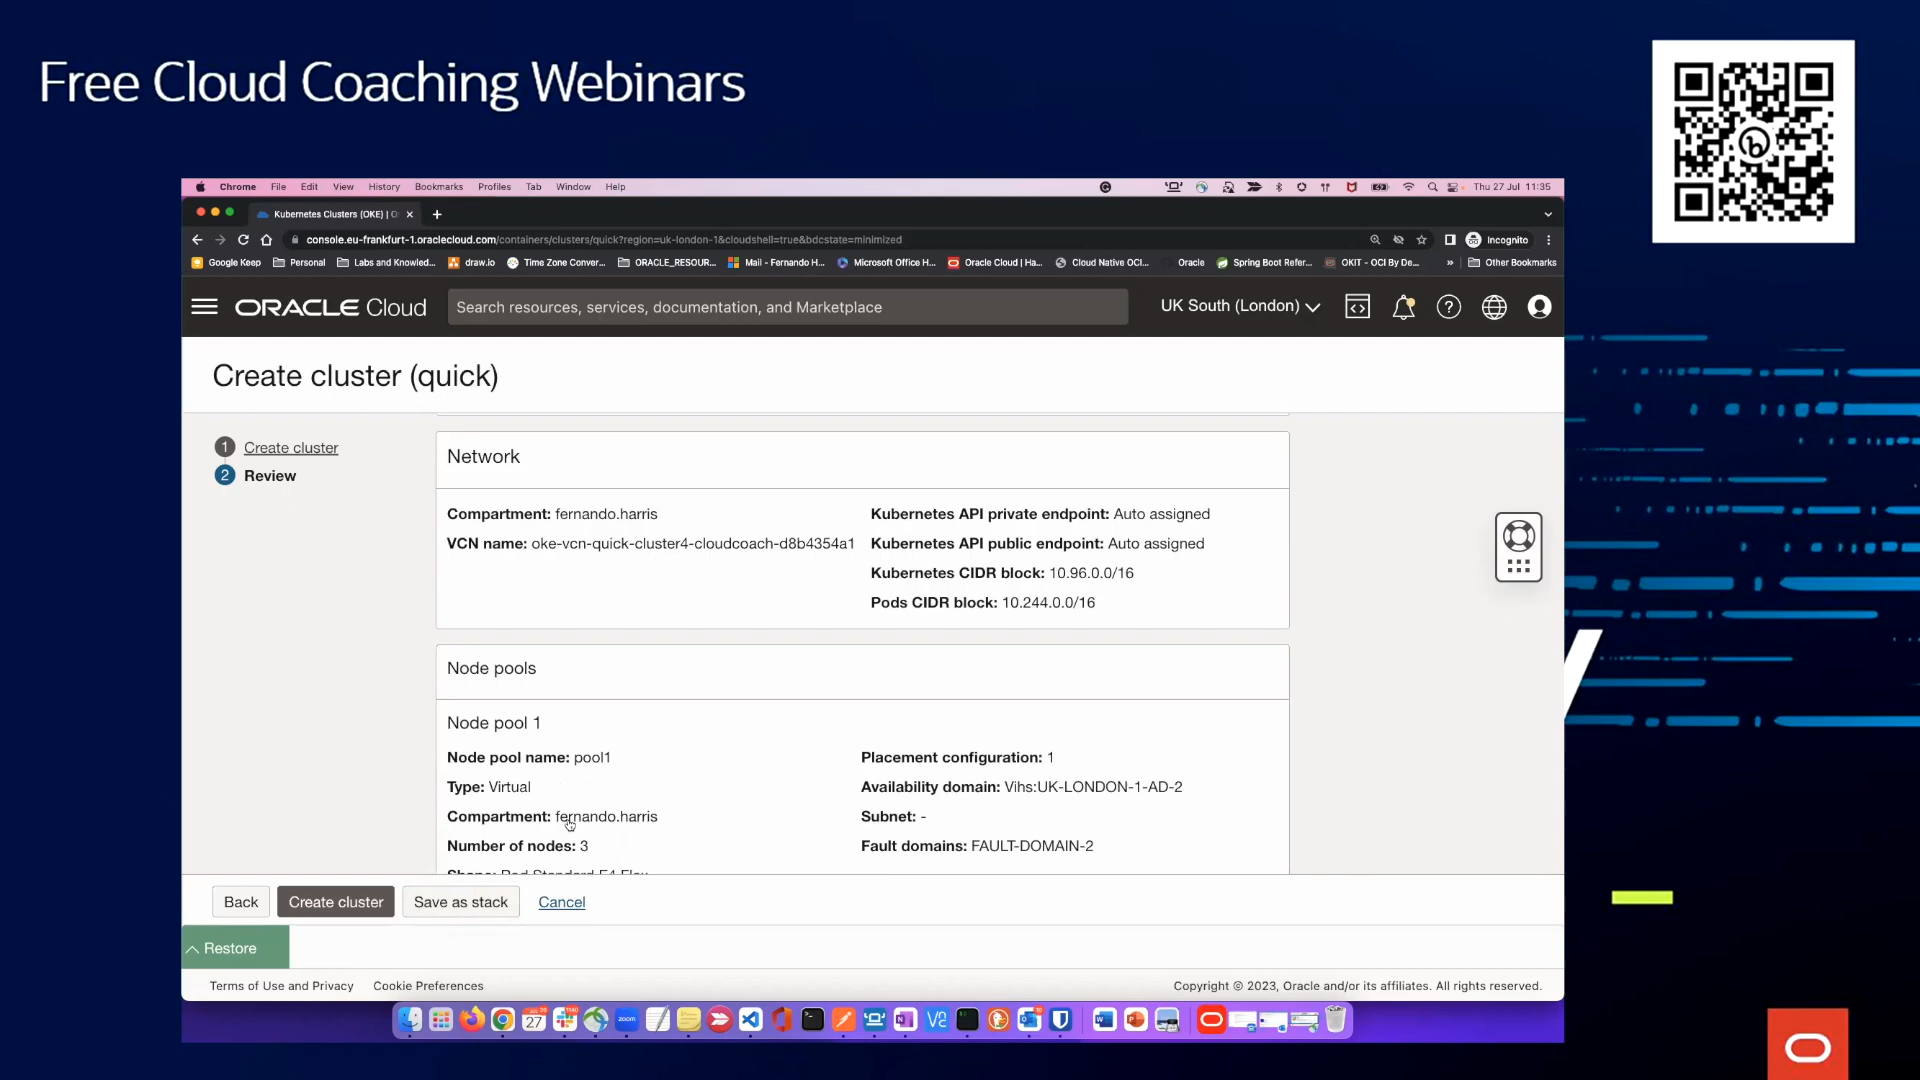 Free Cloud Coaching Webinars
Chrome File Edit View History Bookmarks Profiles Tab Window Help Thu 27 Jul 11:35
Kubernetes Clusters (OKE) | O
console.eu-frankfurt-1.oraclecloud.com/containers/clusters/quick?region=uk-london-1&cloudshell=true&bdcstate=minimized Incognito
Google Keep Personal Labs and Knowled... draw.io Time Zone Conver... ORACLE_RESOUR... Mail - Fernando H... Microsoft Office H... Oracle Cloud | Ha... Cloud Native OCI... Oracle Spring Boot Refer... OKIT - OCI By De... » Other Bookmarks
ORACLE Cloud Search resources, services, documentation, and Marketplace UK South (London)
Create cluster (quick)
1 Create cluster
2 Review
Network
Compartment: fernando.harris
VCN name: oke-vcn-quick-cluster4-cloudcoach-d8b4354a1
Kubernetes API private endpoint: Auto assigned
Kubernetes API public endpoint: Auto assigned
Kubernetes CIDR block: 10.96.0.0/16
Pods CIDR block: 10.244.0.0/16
Node pools
Node pool 1
Node pool name: pool1
Type: Virtual
Compartment: fernando.harris
Number of nodes: 3
Placement configuration: 1
Availability domain: Vihs:UK-LONDON-1-AD-2
Subnet: -
Fault domains: FAULT-DOMAIN-2
Back Create cluster Save as stack Cancel
Restore
Terms of Use and Privacy Cookie Preferences Copyright © 2023, Oracle and/or its affiliates. All rights reserved.
27 zoom